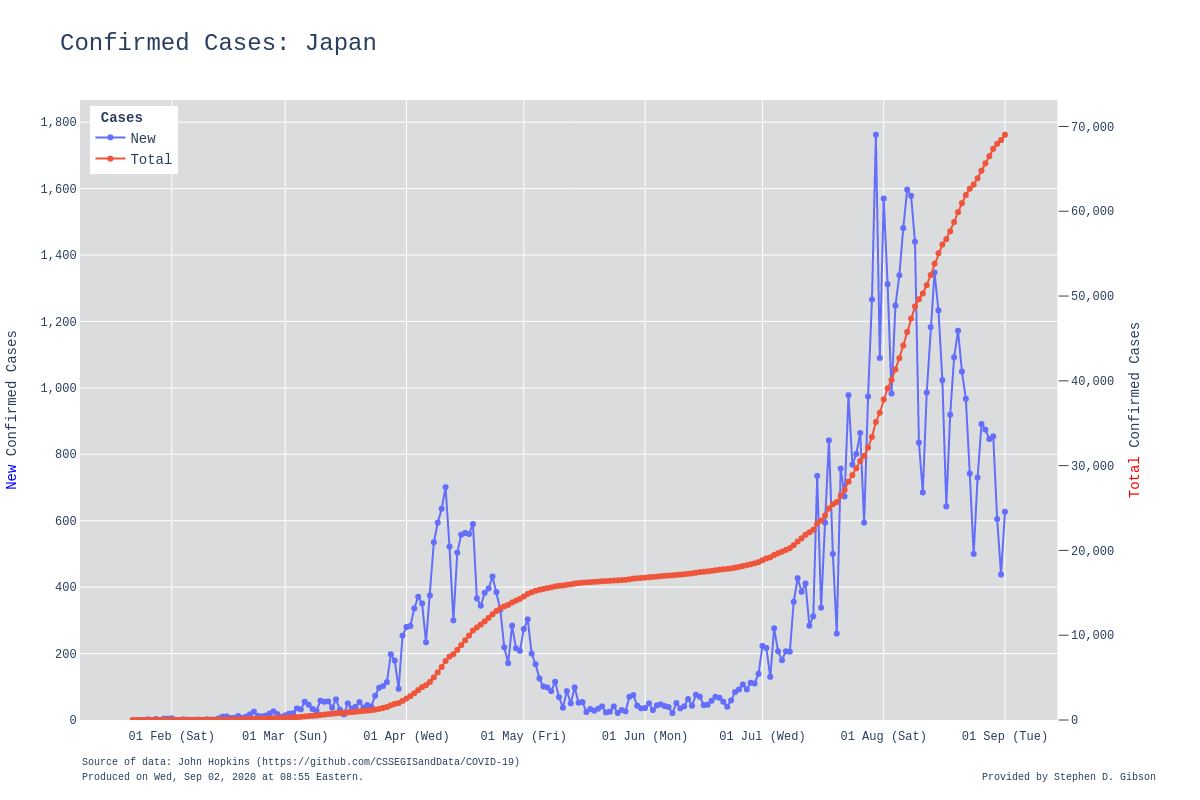 Confirmed Cases: Japan
Cases
New
Total
1,800
1,600
1,400
1,200
1,000
800
600
400
200
0
New Confirmed Cases
70,000
60,000
50,000
40,000
30,000
20,000
10,000
0
Total Confirmed Cases
01 Feb (Sat) 01 Mar (Sun) 01 Apr (Wed) 01 May (Fri) 01 Jun (Mon) 01 Jul (Wed) 01 Aug (Sat) 01 Sep (Tue)
Source of data: John Hopkins (https://github.com/CSSEGISandData/COVID-19)
Produced on Wed, Sep 02, 2020 at 08:55 Eastern.
Provided by Stephen D. Gibson